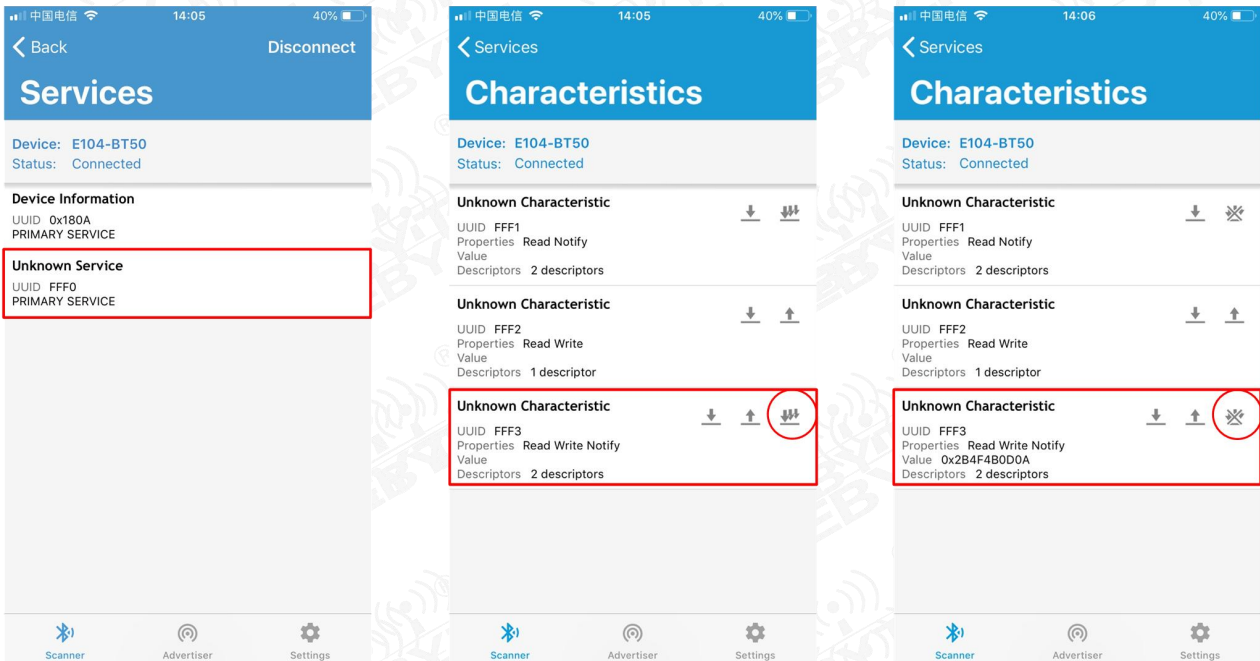 中国电信 14:05 40%
Back Disconnect
Services
Device: E104-BT50
Status: Connected
Device Information
UUID 0x180A
PRIMARY SERVICE
Unknown Service
UUID FFF0
PRIMARY SERVICE
Scanner Advertiser Settings
中国电信 14:05 40%
Services
Characteristics
Device: E104-BT50
Status: Connected
Unknown Characteristic
UUID FFF1
Properties Read Notify
Value
Descriptors 2 descriptors
Unknown Characteristic
UUID FFF2
Properties Read Write
Value
Descriptors 1 descriptor
Unknown Characteristic
UUID FFF3
Properties Read Write Notify
Value
Descriptors 2 descriptors
Scanner Advertiser Settings
中国电信 14:06 40%
Services
Characteristics
Device: E104-BT50
Status: Connected
Unknown Characteristic
UUID FFF1
Properties Read Notify
Value
Descriptors 2 descriptors
Unknown Characteristic
UUID FFF2
Properties Read Write
Value
Descriptors 1 descriptor
Unknown Characteristic
UUID FFF3
Properties Read Write Notify
Value 0x2B4F4B0D0A
Descriptors 2 descriptors
Scanner Advertiser Settings